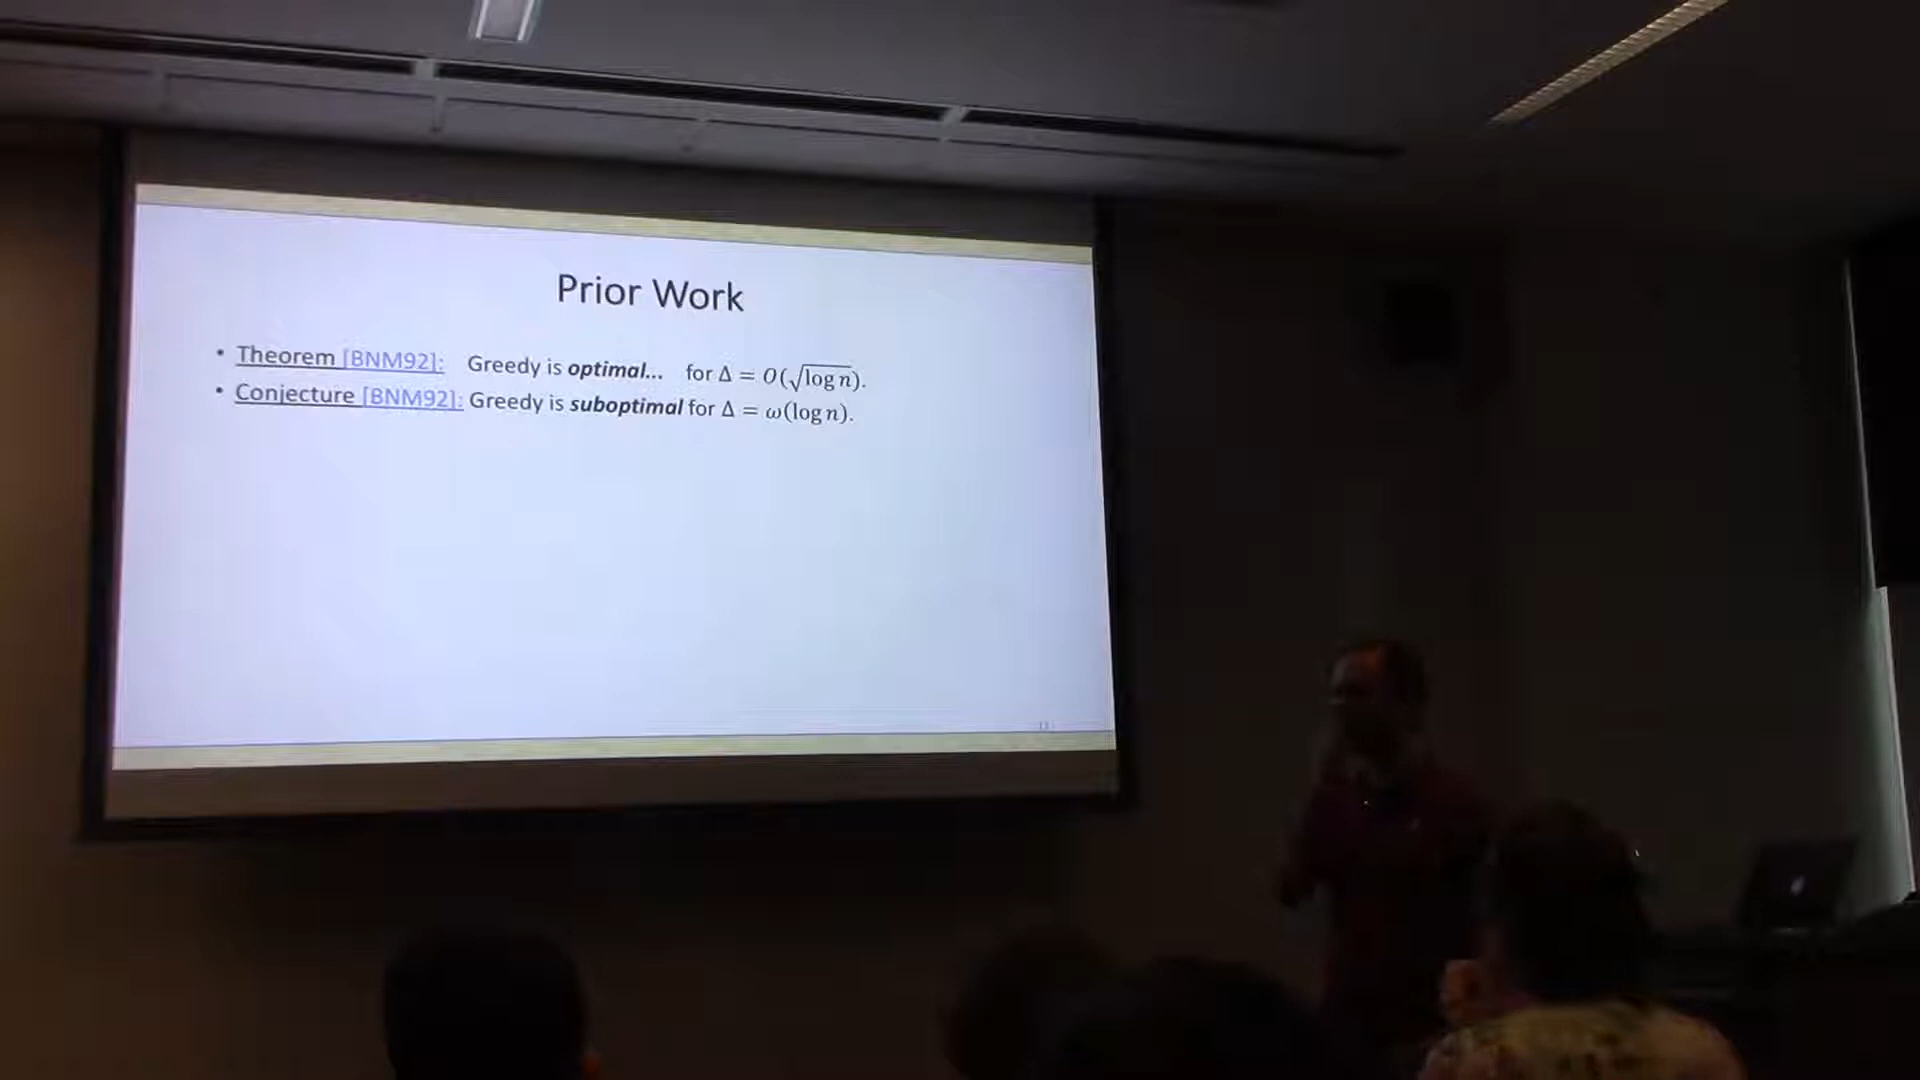 Prior Work
• Theorem [BNM92]: Greedy is optimal... for Δ = O(√log n).
• Conjecture [BNM92]: Greedy is suboptimal for Δ = ω(log n).